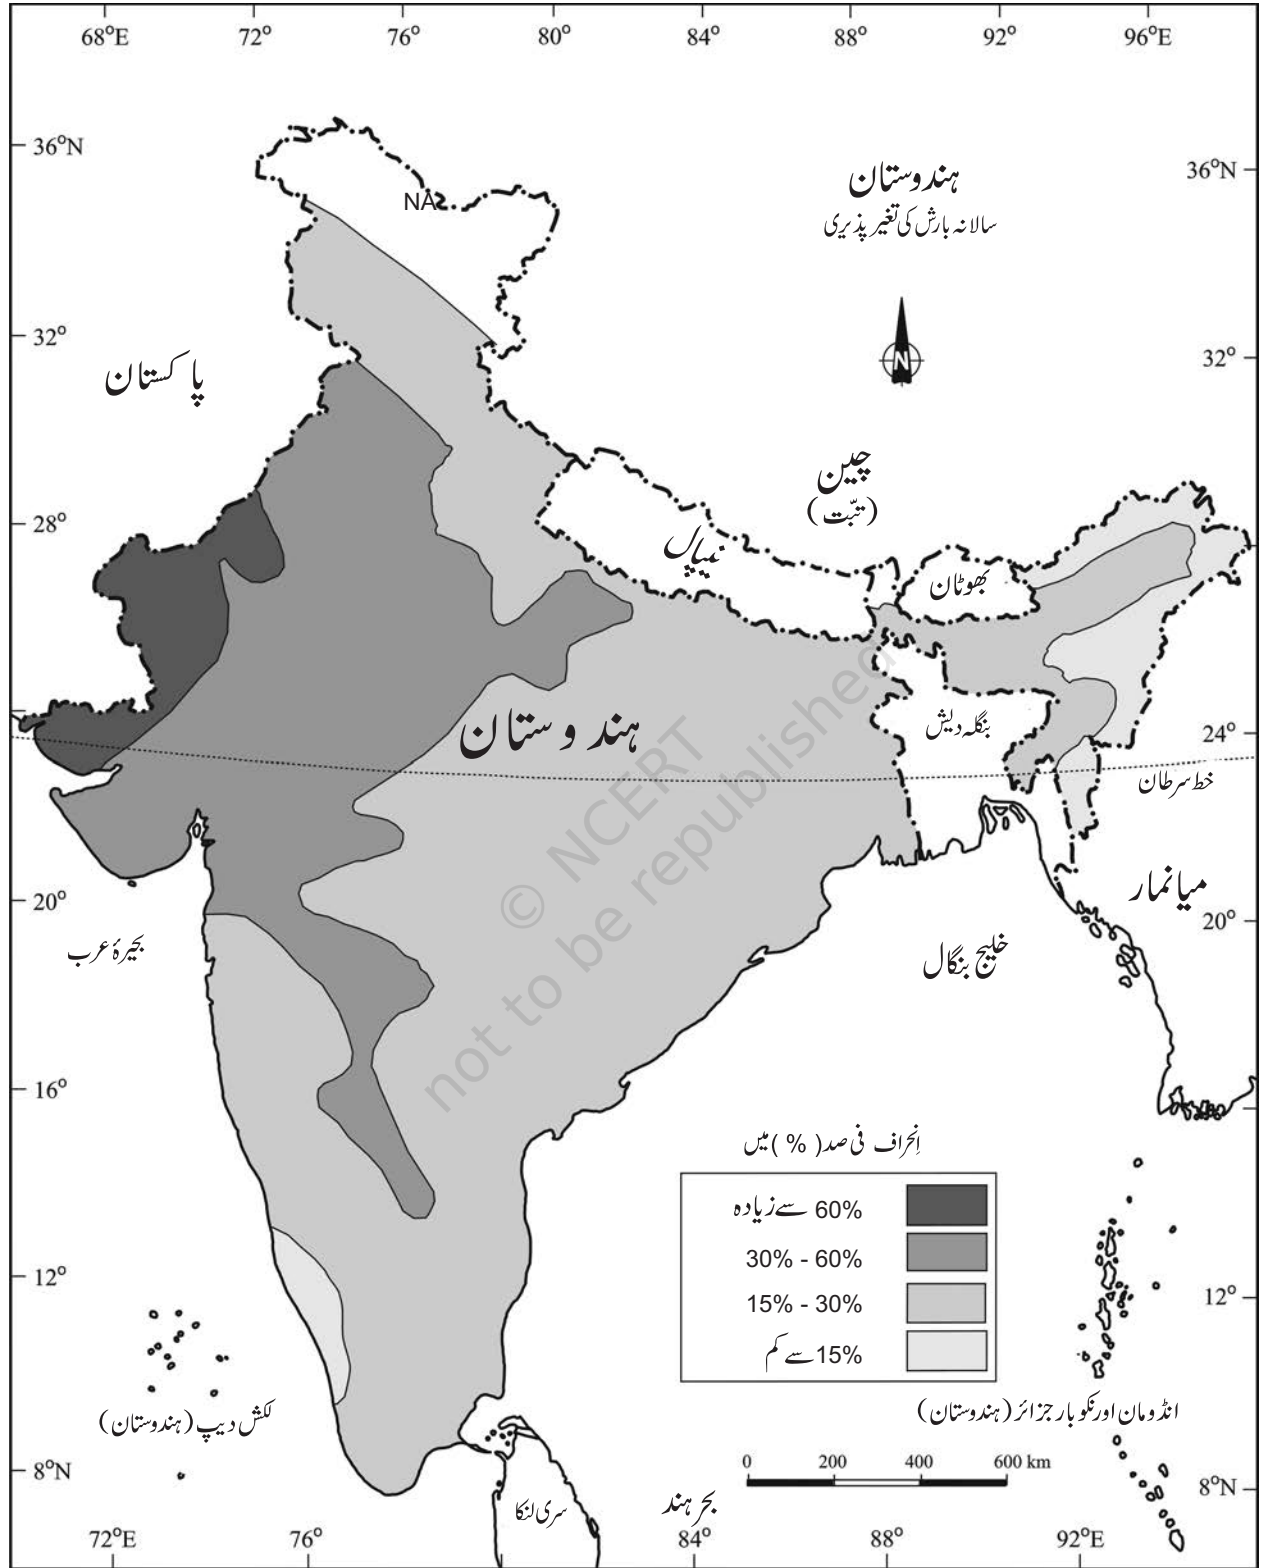 68°E 72° 76° 80° 84° 88° 92° 96°E
36°N
36°N
ہندوستان
سالانہ بارش کی تغیر پذیری
NA
32°
32°
N
پاکستان
چین
(تبّت)
28°
نیپال
بھوٹان
ہندوستان
بنگلہ دیش
24°
خط سرطان
میانمار
20°
20°
بحیرۂ عرب
خلیج بنگال
© NCERT
not to be republished
16°
اِنحراف فی صد( % )میں
60% سے زیادہ
30% - 60%
15% - 30%
15% سے کم
12°
12°
لکش دیپ (ہندوستان)
انڈومان اور نکوبار جزائر (ہندوستان)
0 200 400 600 km
8°N
8°N
سری لنکا
بحر ہند
72°E 76° 84° 88° 92°E